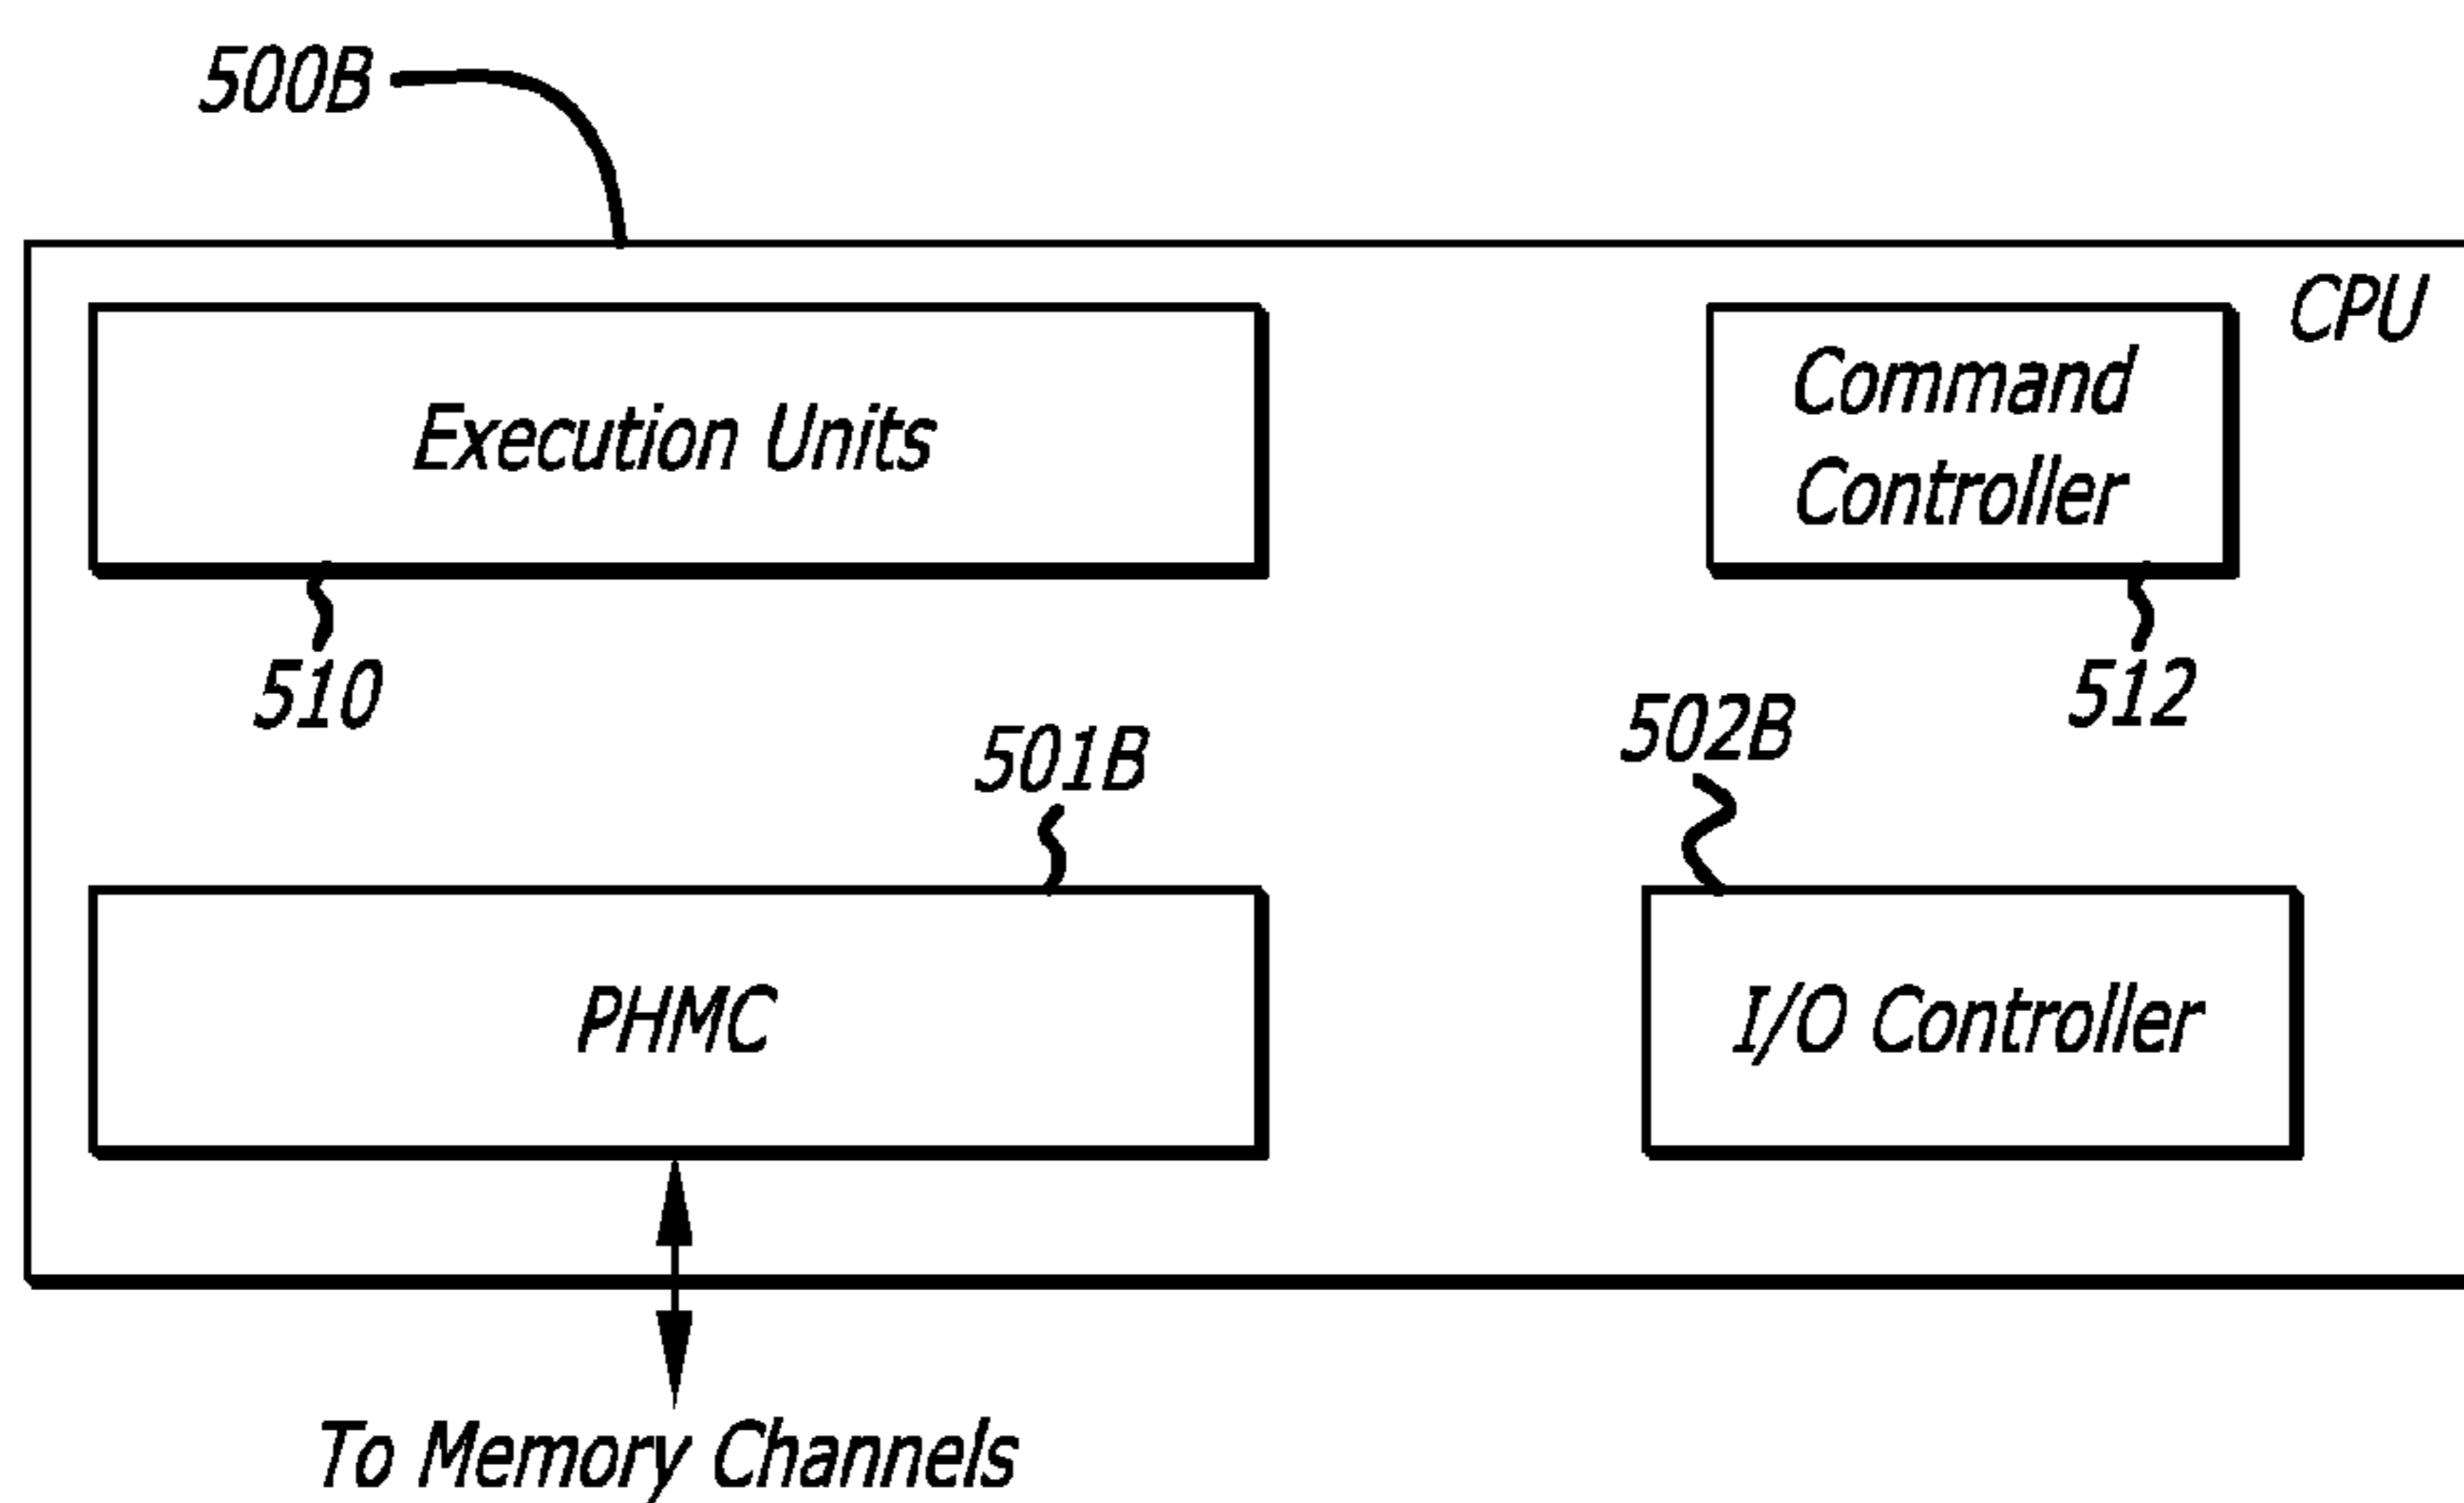 500B
CPU
Execution Units
Command
Controller
510
512
501B
502B
PHMC
I/O Controller
To Memory Channels